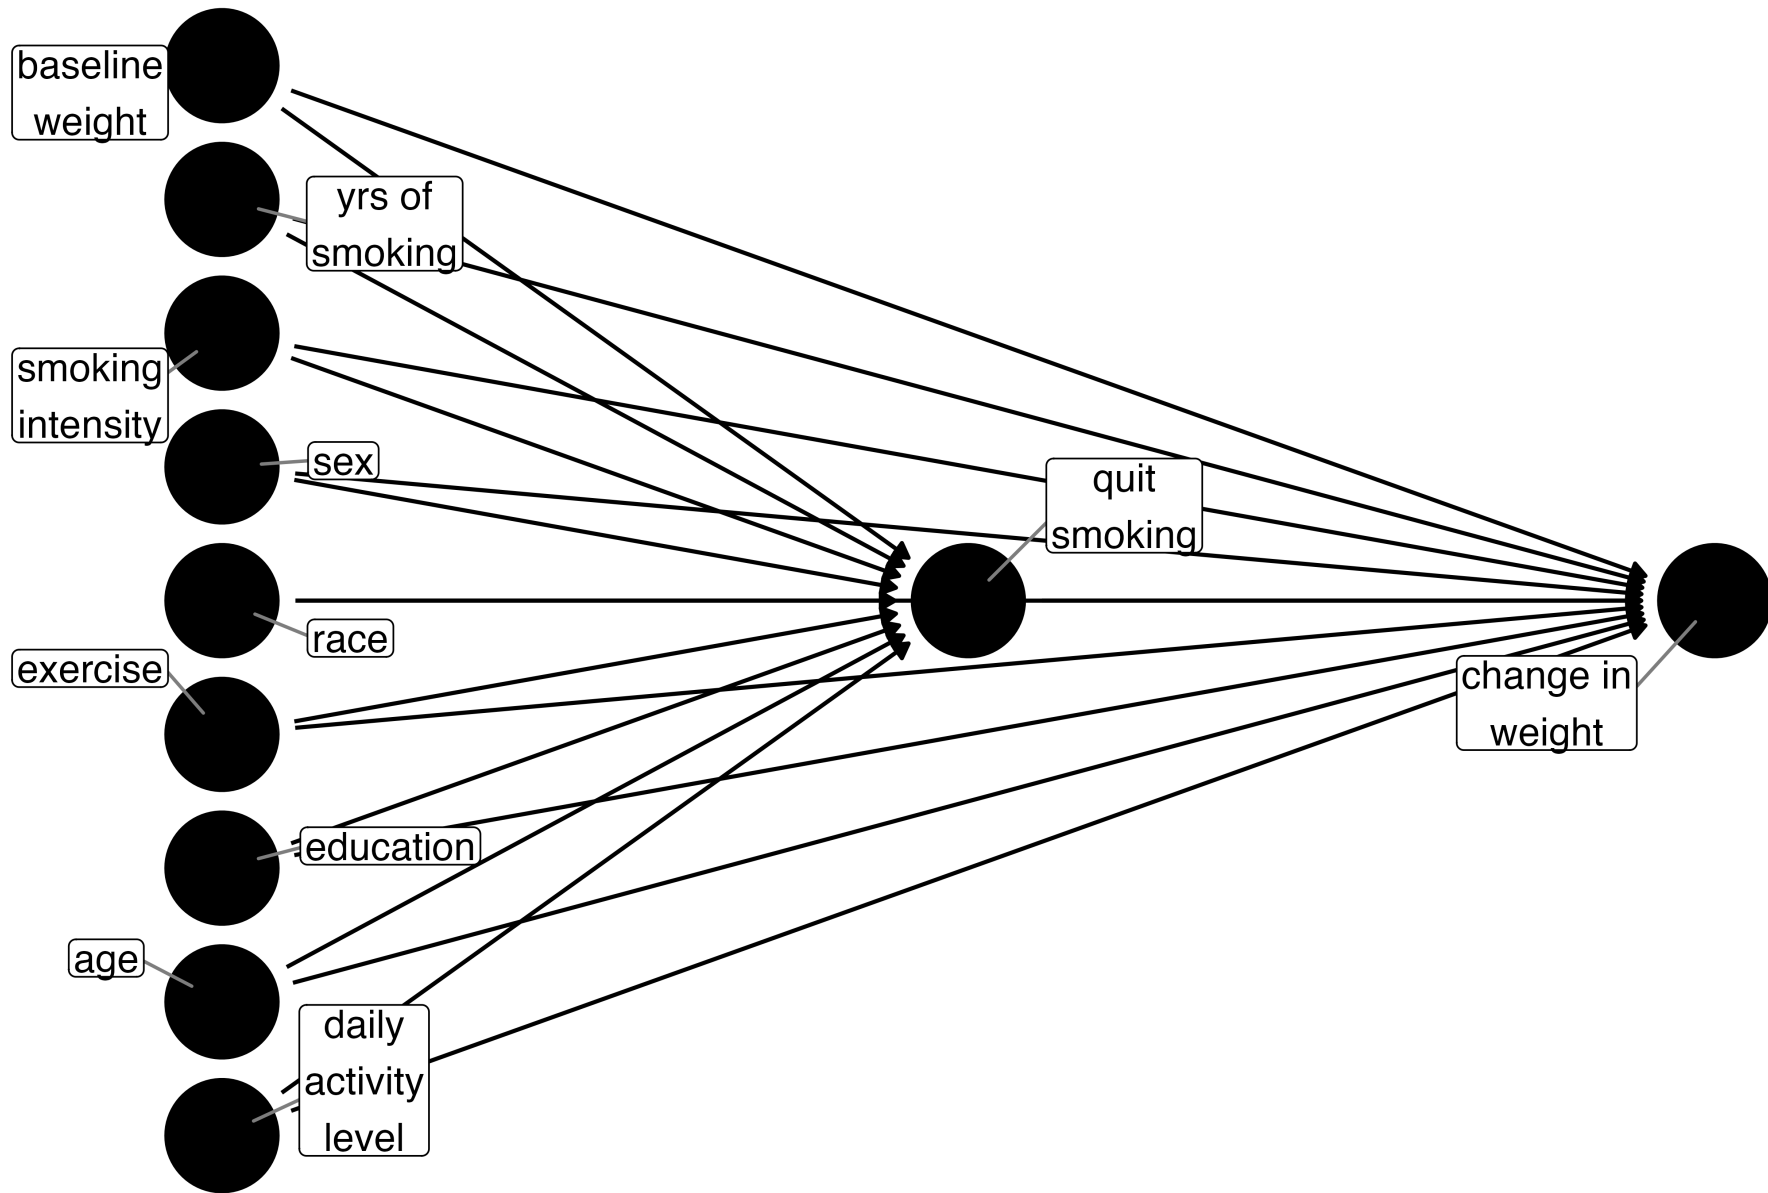 baseline
weight
yrs of
smoking
smoking
intensity
sex
quit
smoking
race
exercise
change in
weight
education
age
daily
activity
level